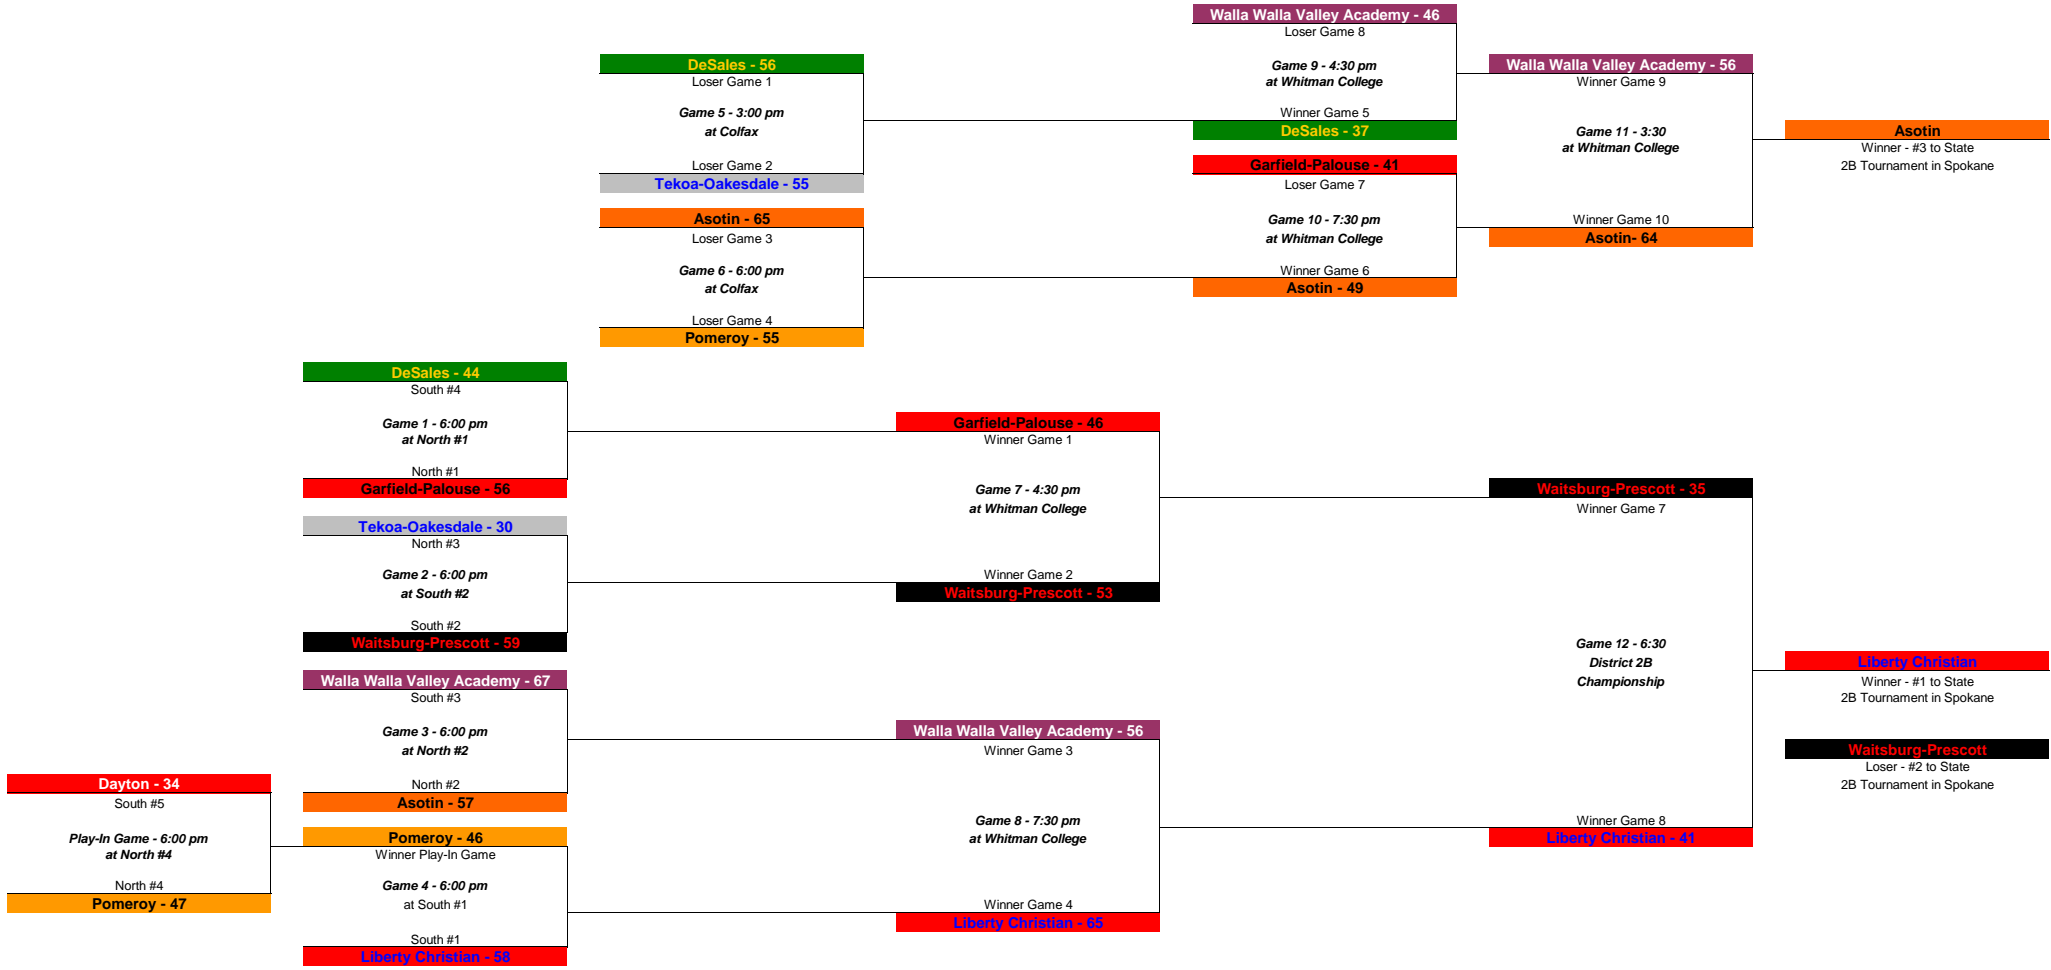 Walla Walla Valley Academy - 46
Loser Game 8
Game 9 - 4:30 pm
at Whitman College
Winner Game 5
DeSales - 37
DeSales - 56
Loser Game 1
Game 5 - 3:00 pm
at Colfax
Loser Game 2
Tekoa-Oakesdale - 55
Walla Walla Valley Academy - 56
Winner Game 9
Game 11 - 3:30
at Whitman College
Winner Game 10
Asotin- 64
Asotin
Winner - #3 to State
2B Tournament in Spokane
Garfield-Palouse - 41
Loser Game 7
Game 10 - 7:30 pm
at Whitman College
Winner Game 6
Asotin - 49
Asotin - 65
Loser Game 3
Game 6 - 6:00 pm
at Colfax
Loser Game 4
Pomeroy - 55
DeSales - 44
South #4
Game 1 - 6:00 pm
at North #1
North #1
Garfield-Palouse - 56
Garfield-Palouse - 46
Winner Game 1
Game 7 - 4:30 pm
at Whitman College
Winner Game 2
Waitsburg-Prescott - 53
Tekoa-Oakesdale - 30
North #3
Game 2 - 6:00 pm
at South #2
South #2
Waitsburg-Prescott - 59
Waitsburg-Prescott - 35
Winner Game 7
Game 12 - 6:30
District 2B
Championship
Winner Game 8
Liberty Christian - 41
Liberty Christian
Winner - #1 to State
2B Tournament in Spokane
Waitsburg-Prescott
Loser - #2 to State
2B Tournament in Spokane
Walla Walla Valley Academy - 67
South #3
Game 3 - 6:00 pm
at North #2
North #2
Asotin - 57
Walla Walla Valley Academy - 56
Winner Game 3
Game 8 - 7:30 pm
at Whitman College
Winner Game 4
Liberty Christian - 65
Dayton - 34
South #5
Play-In Game - 6:00 pm
at North #4
North #4
Pomeroy - 47
Pomeroy - 46
Winner Play-In Game
Game 4 - 6:00 pm
at South #1
South #1
Liberty Christian - 58